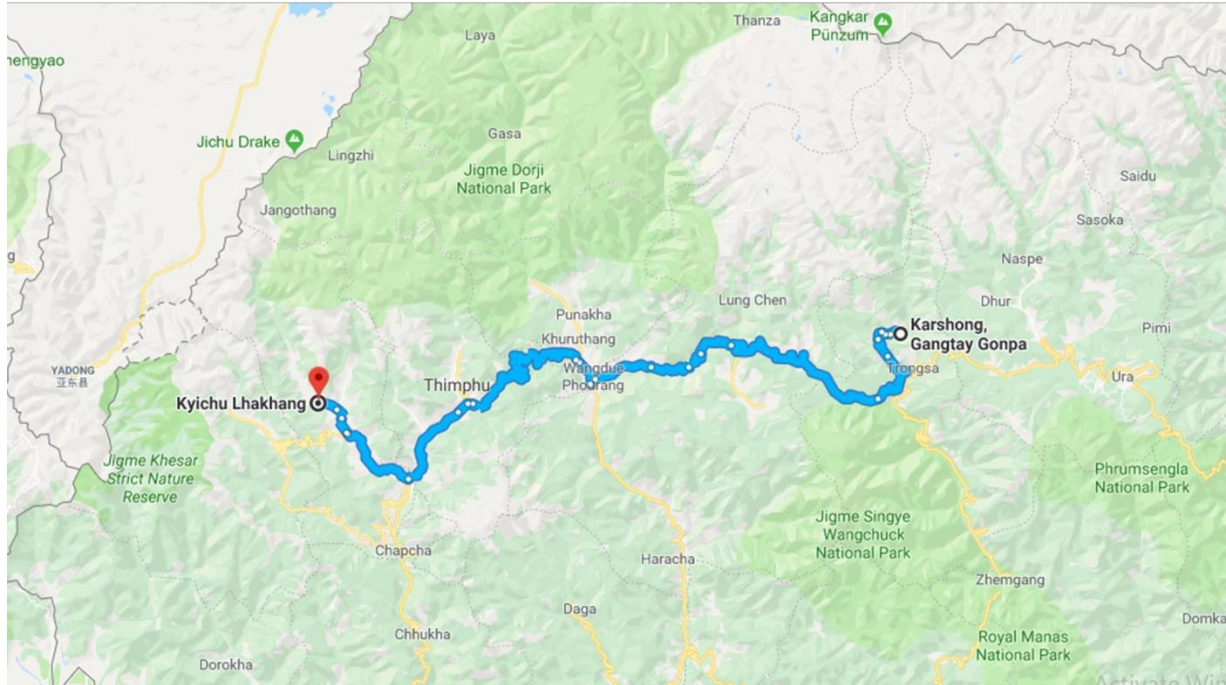 Kangkar
Pünzum
Thanza
Laya
hengyao
Jichu Drake
Gasa
Lingzhi
Jigme Dorji
National Park
Saidu
Jangothang
Sasoka
g
Naspe
Lung Chen
Dhur
Punakha
Karshong,
Gangtay Gonpa
Pimi
Khuruthang
YADONG
亚东县
Wangdue
Phodrang
Trongsa
Ura
Thimphu
Kyichu Lhakhang
Jigme Khesar
Strict Nature
Reserve
Phrumsengla
National Park
Jigme Singye
Wangchuck
National Park
Chapcha
Haracha
Zhemgang
Daga
Domka
Chhukha
Royal Manas
National Park
Dorokha
Activate Win